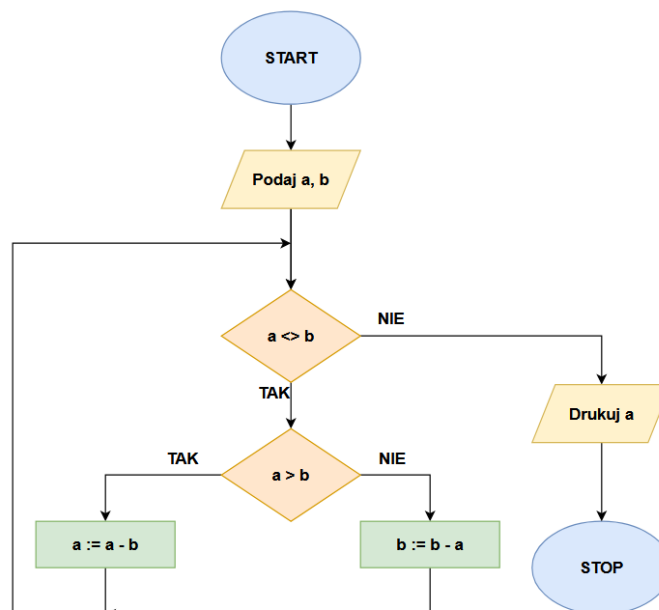 START
Podaj a, b
a <> b
NIE
TAK
Drukuj a
a > b
TAK
NIE
a := a - b
b := b - a
STOP